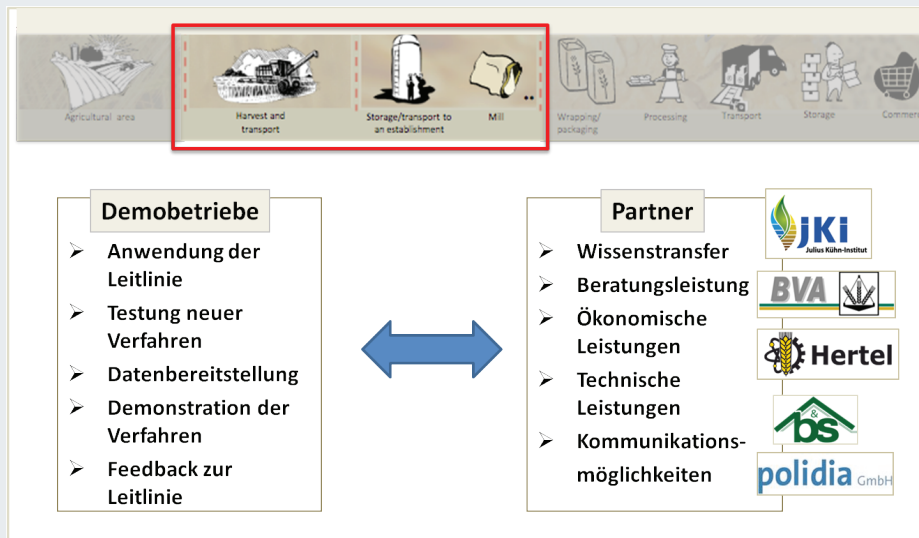 Agricultural area
Harvest and
transport
Storage/transport to
an establishment
Mill
Wrapping/
packaging
Processing
Transport
Storage
Commer
Demobetriebe
➢ Anwendung der
Leitlinie
➢ Testung neuer
Verfahren
➢ Datenbereitstellung
➢ Demonstration der
Verfahren
➢ Feedback zur
Leitlinie
Partner
➢ Wissenstransfer
➢ Beratungsleistung
➢ Ökonomische
Leistungen
➢ Technische
Leistungen
➢ Kommunikations-
möglichkeiten
JKi
Julius Kühn-Institut
BVA
Hertel
b&s
polidia GmbH